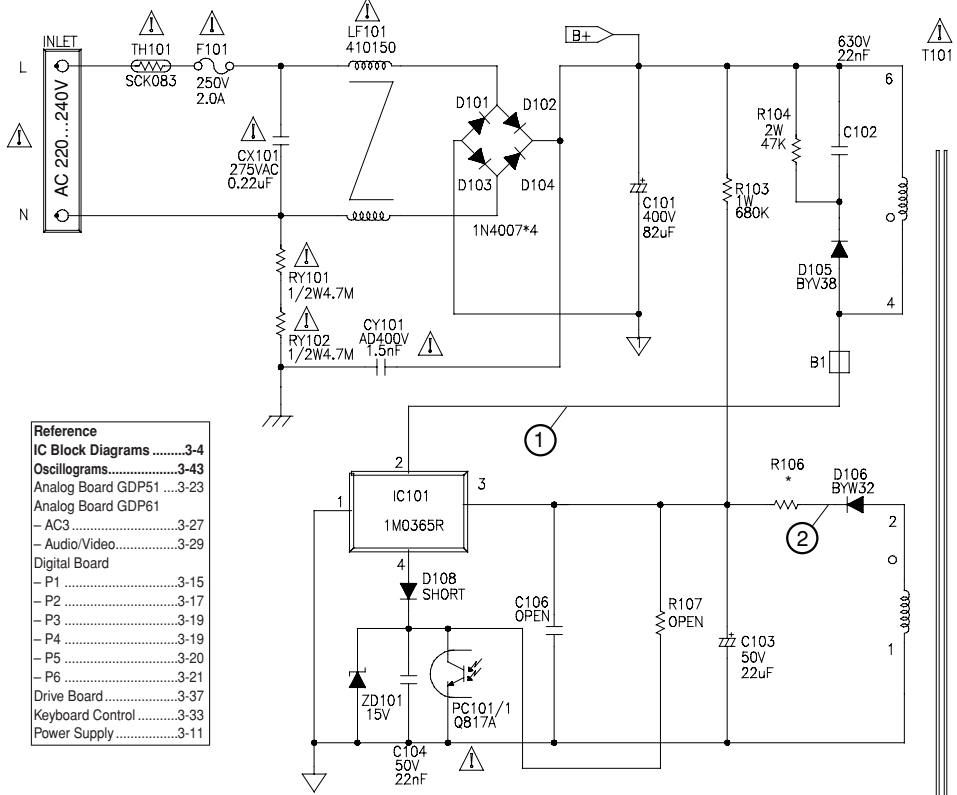 INLET
L
AC 220...240V
N
TH101
SCK083
F101
250V
2.0A
LF101
410150
CX101
275VAC
0.22uF
RY101
1/2W4.7M
RY102
1/2W4.7M
CY101
AD400V
1.5nF
D101
D102
D103
D104
1N4007*4
B+
C101
400V
82uF
R103
1W
680K
R104
2W
47K
630V
22nF
C102
D105
BYV38
T101
6
4
B1
1
2
1
3
4
IC101
1M0365R
R106
*
D106
BYW32
2
2
1
D108
SHORT
ZD101
15V
C104
50V
22nF
PC101/1
Q817A
C106
OPEN
R107
OPEN
C103
50V
22uF
Reference
IC Block Diagrams .........3-4
Oscillograms..................3-43
Analog Board GDP51 ....3-23
Analog Board GDP61
– AC3 ............................3-27
– Audio/Video................3-29
Digital Board
– P1 ..............................3-15
– P2 ..............................3-17
– P3 ..............................3-19
– P4 ..............................3-19
– P5 ..............................3-20
– P6 ..............................3-21
Drive Board...................3-37
Keyboard Control ..........3-33
Power Supply ................3-11